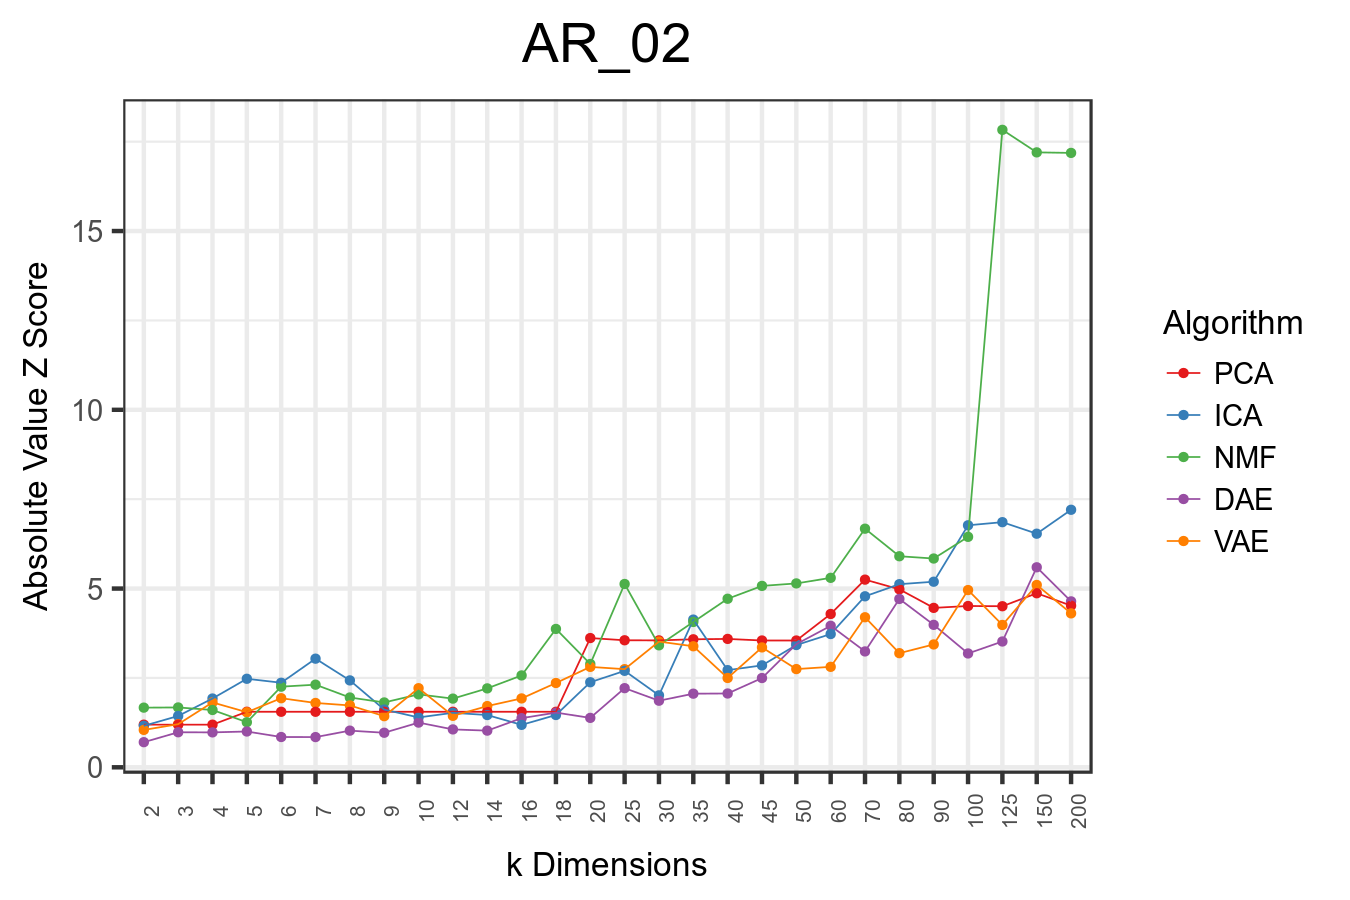 AR_02
Absolute Value Z Score
15
10
5
0
2 3 4 5 6 7 8 9 10 12 14 16 18 20 25 30 35 40 45 50 60 70 80 90 100 125 150 200
k Dimensions
Algorithm
PCA
ICA
NMF
DAE
VAE